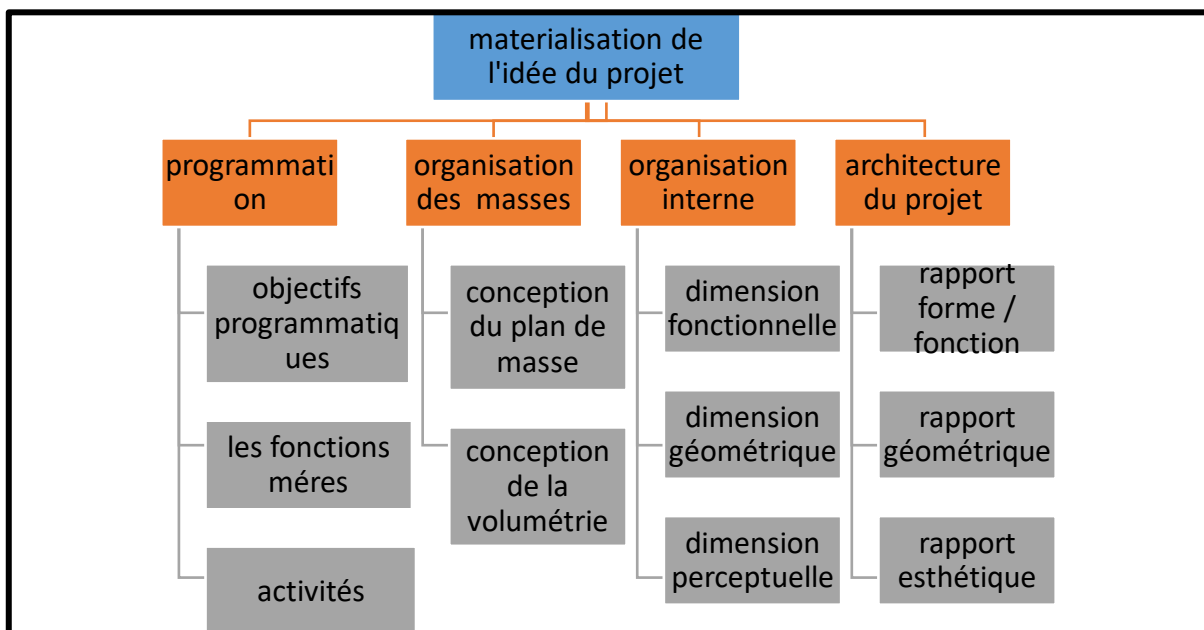 materialisation de
l'idée du projet
programmati
on
objectifs
programmatiq
ues
les fonctions
méres
activités
organisation
des masses
conception
du plan de
masse
conception
de la
volumétrie
organisation
interne
dimension
fonctionnelle
dimension
géométrique
dimension
perceptuelle
architecture
du projet
rapport
forme /
fonction
rapport
géométrique
rapport
esthétique